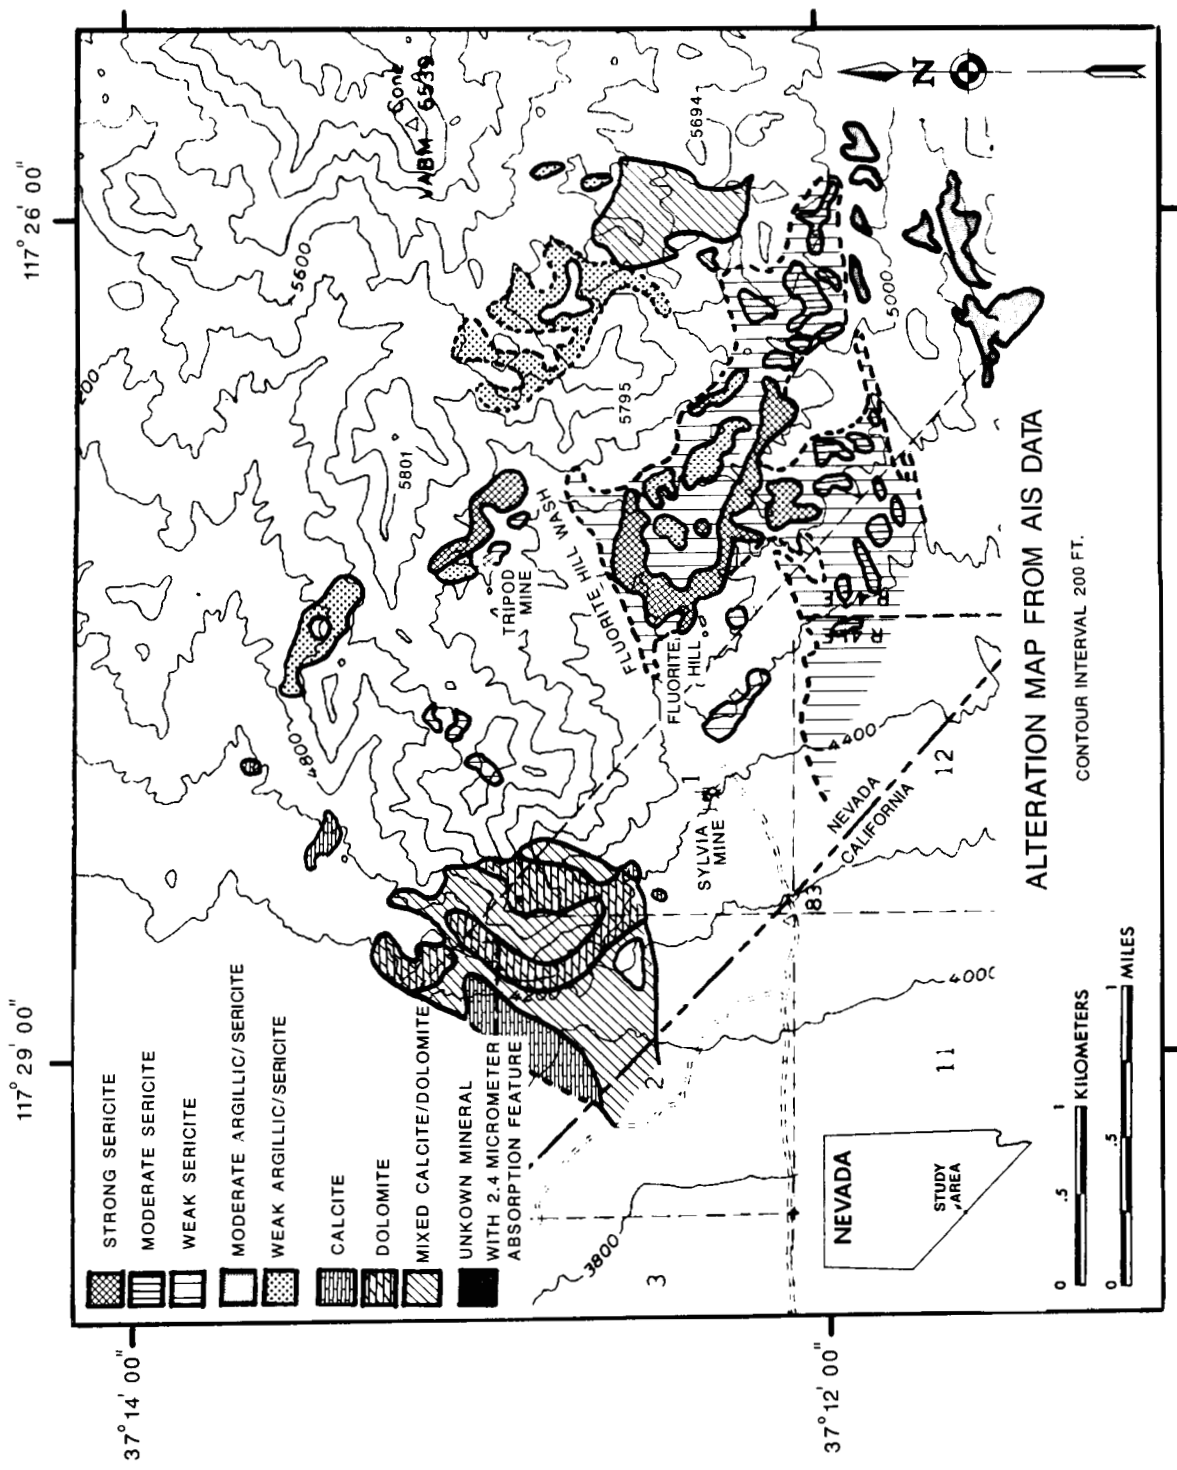 117° 29' 00"
117° 26' 00"
37° 14' 00"
37° 12' 00"
STRONG SERICITE
MODERATE SERICITE
WEAK SERICITE
MODERATE ARGILLIC/SERICITE
WEAK ARGILLIC/SERICITE
CALCITE
DOLOMITE
MIXED CALCITE/DOLOMITE
UNKOWN MINERAL
WITH 2.4 MICROMETER
ABSORPTION FEATURE
Cone
VABM △ 6539
5600
4800
5801
5795
5694
5000
4400
4200
4000
3800
TRIPOD
MINE
FLUORITE HILL WASH
FLUORITE
HILL
SYLVIA
MINE
NEVADA
CALIFORNIA
1
2
3
11
12
83
N
NEVADA
STUDY
AREA
0 .5 1 KILOMETERS
0 .5 1 MILES
ALTERATION MAP FROM AIS DATA
CONTOUR INTERVAL 200 FT.